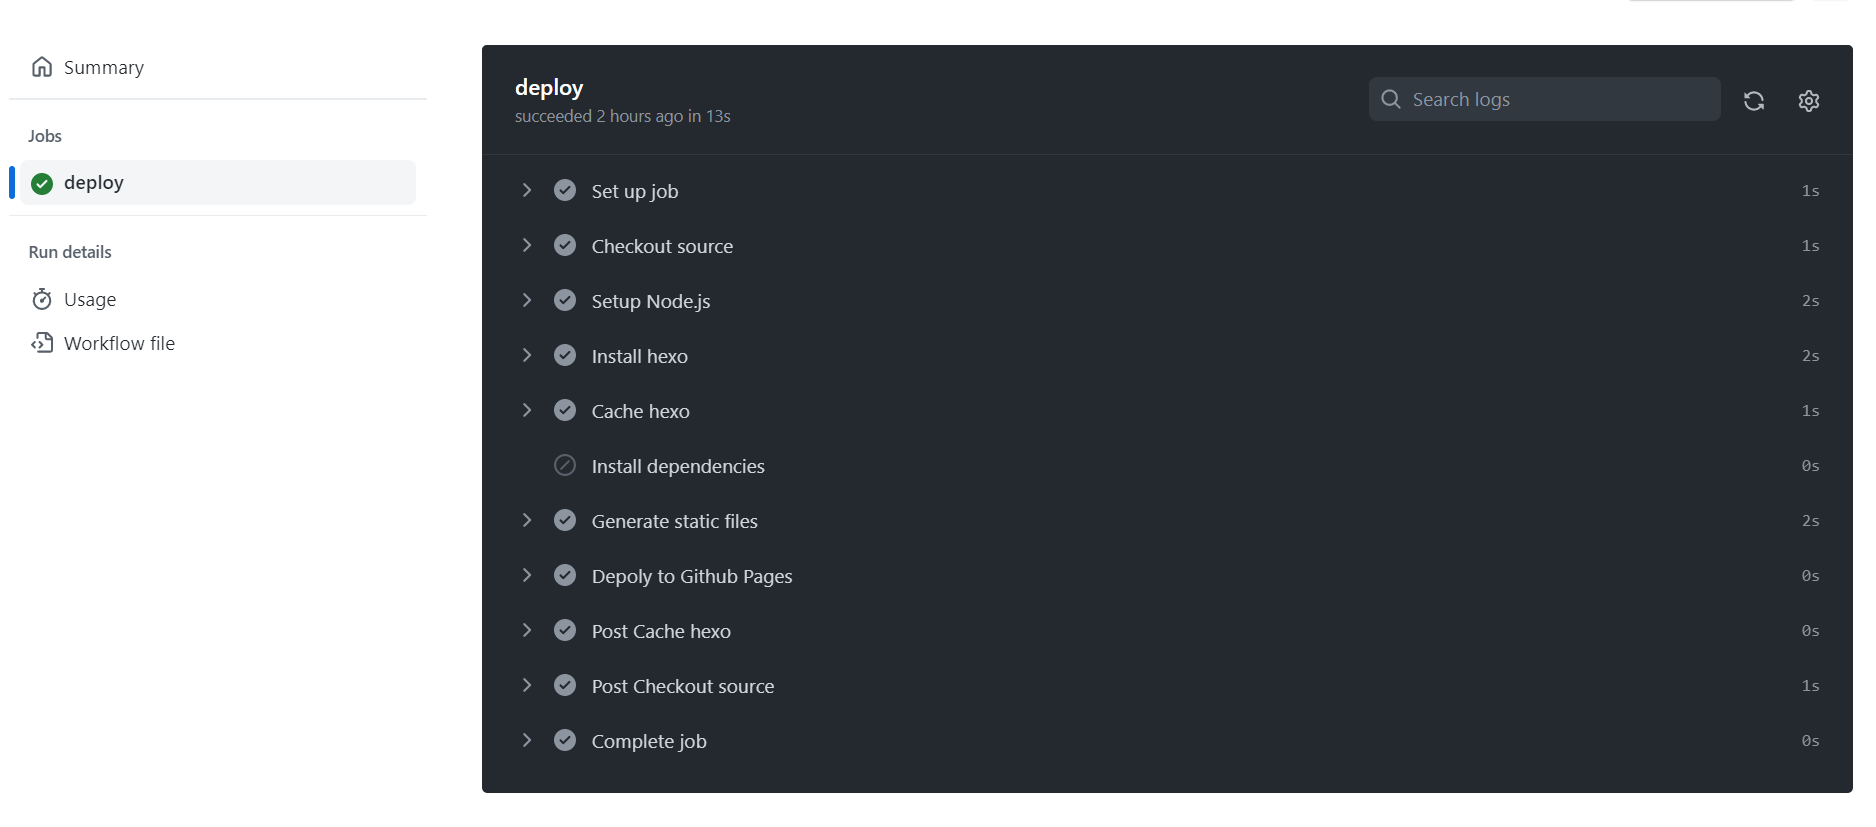 Summary
Jobs
deploy
Run details
Usage
Workflow file
deploy
succeeded 2 hours ago in 13s
Search logs
Set up job 1s
Checkout source 1s
Setup Node.js 2s
Install hexo 2s
Cache hexo 1s
Install dependencies 0s
Generate static files 2s
Depoly to Github Pages 0s
Post Cache hexo 0s
Post Checkout source 1s
Complete job 0s